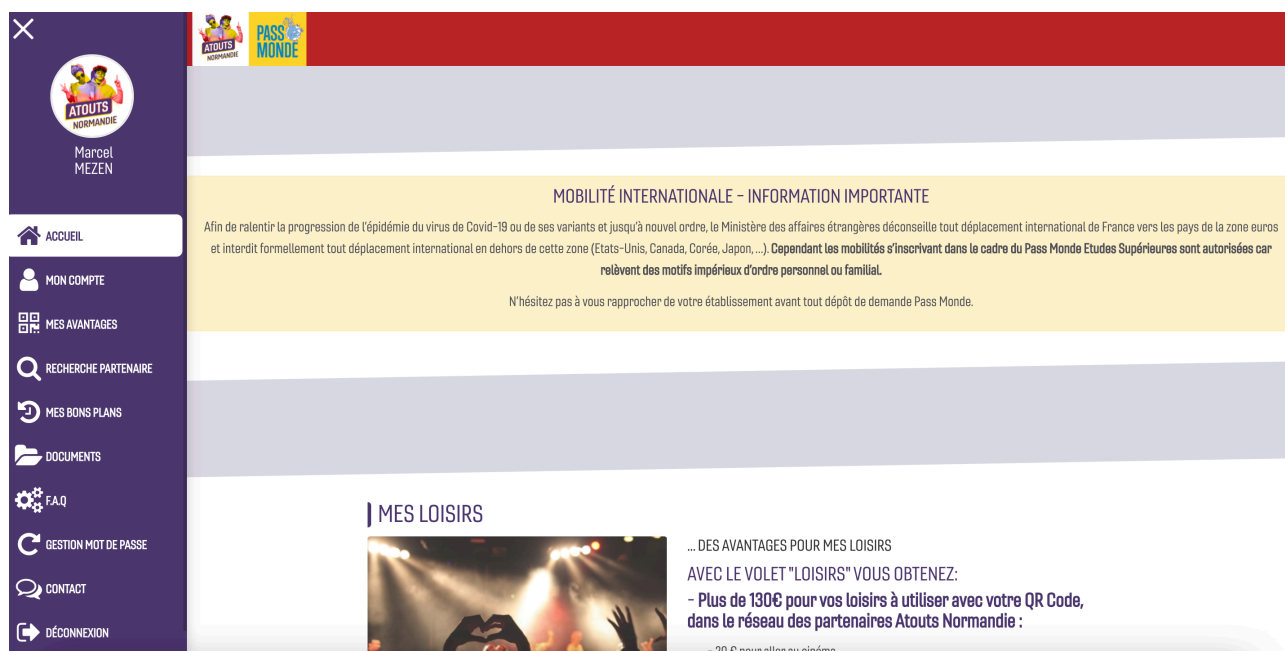 ATOUTS
NORMANDIE
PASS
MONDE
ATOUTS
NORMANDIE
Marcel
MEZEN
ACCUEIL
MON COMPTE
MES AVANTAGES
RECHERCHE PARTENAIRE
MES BONS PLANS
DOCUMENTS
F.A.Q
GESTION MOT DE PASSE
CONTACT
DÉCONNEXION
MOBILITÉ INTERNATIONALE - INFORMATION IMPORTANTE
Afin de ralentir la progression de l'épidémie du virus de Covid-19 ou de ses variants et jusqu'à nouvel ordre, le Ministère des affaires étrangères déconseille tout déplacement international de France vers les pays de la zone euros
et interdit formellement tout déplacement international en dehors de cette zone (Etats-Unis, Canada, Corée, Japon, ...). Cependant les mobilités s'inscrivant dans le cadre du Pass Monde Etudes Supérieures sont autorisées car
relèvent des motifs impérieux d'ordre personnel ou familial.
N'hésitez pas à vous rapprocher de votre établissement avant tout dépôt de demande Pass Monde.
MES LOISIRS
... DES AVANTAGES POUR MES LOISIRS
AVEC LE VOLET "LOISIRS" VOUS OBTENEZ:
- Plus de 130€ pour vos loisirs à utiliser avec votre QR Code,
dans le réseau des partenaires Atouts Normandie :